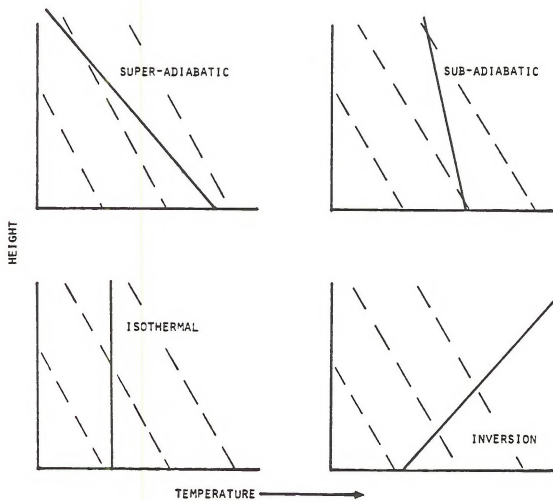 SUPER-ADIABATIC
SUB-ADIABATIC
HEIGHT
ISOTHERMAL
INVERSION
TEMPERATURE